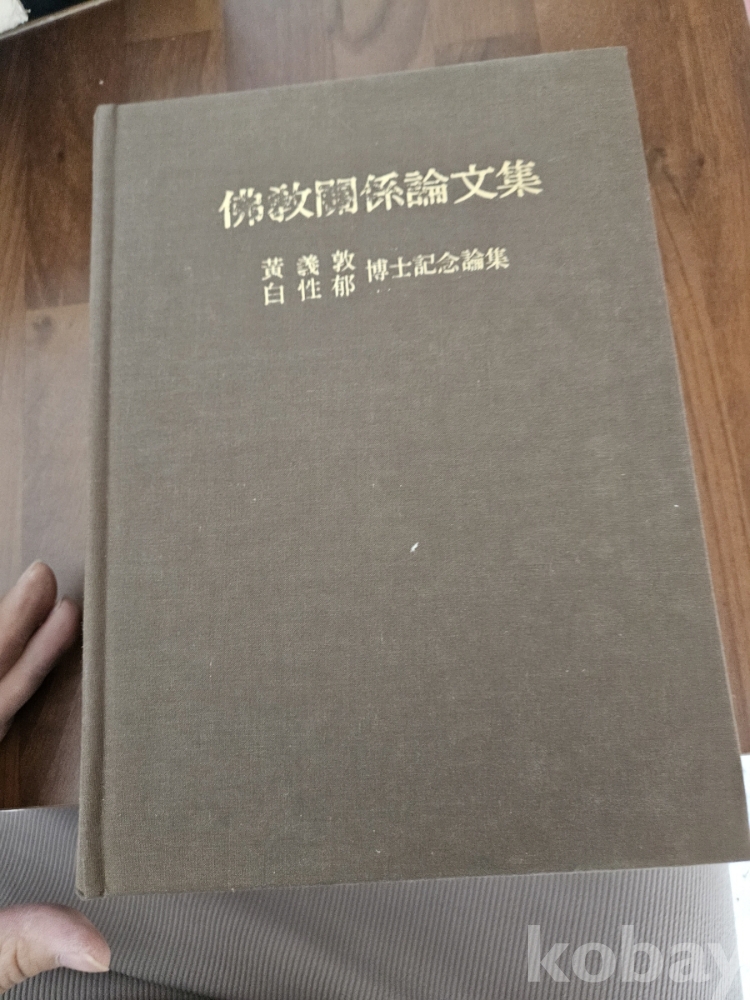 佛敎關係論文集
黃義敦 博士記念論集
白性郁
kobay